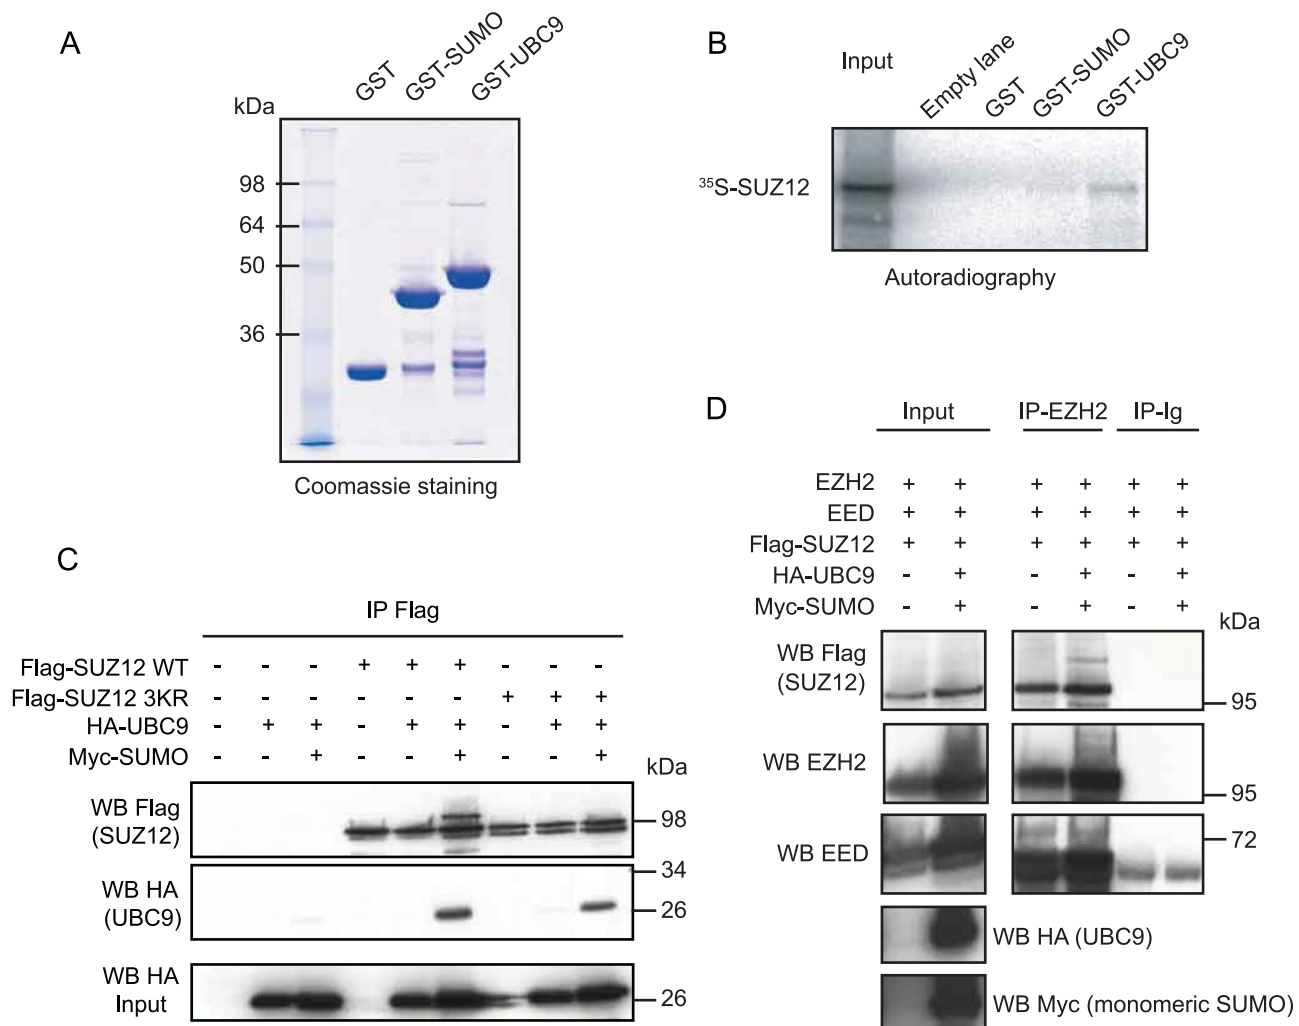 A
kDa
GST
GST-SUMO
GST-UBC9
98
64
50
36
Coomassie staining
B
Input
Empty lane
GST
GST-SUMO
GST-UBC9
35S-SUZ12
Autoradiography
C
IP Flag
Flag-SUZ12 WT - - - + + + - - -
Flag-SUZ12 3KR - - - - - - + + +
HA-UBC9 - + + - + + - + +
Myc-SUMO - - + - - + - - +
kDa
WB Flag
(SUZ12)
98
WB HA
(UBC9)
34
26
WB HA
Input
26
D
Input IP-EZH2 IP-Ig
EZH2 + + + + + +
EED + + + + + +
Flag-SUZ12 + + + + + +
HA-UBC9 - + - + - +
Myc-SUMO - + - + - +
kDa
WB Flag
(SUZ12)
95
WB EZH2
95
WB EED
72
WB HA (UBC9)
WB Myc (monomeric SUMO)